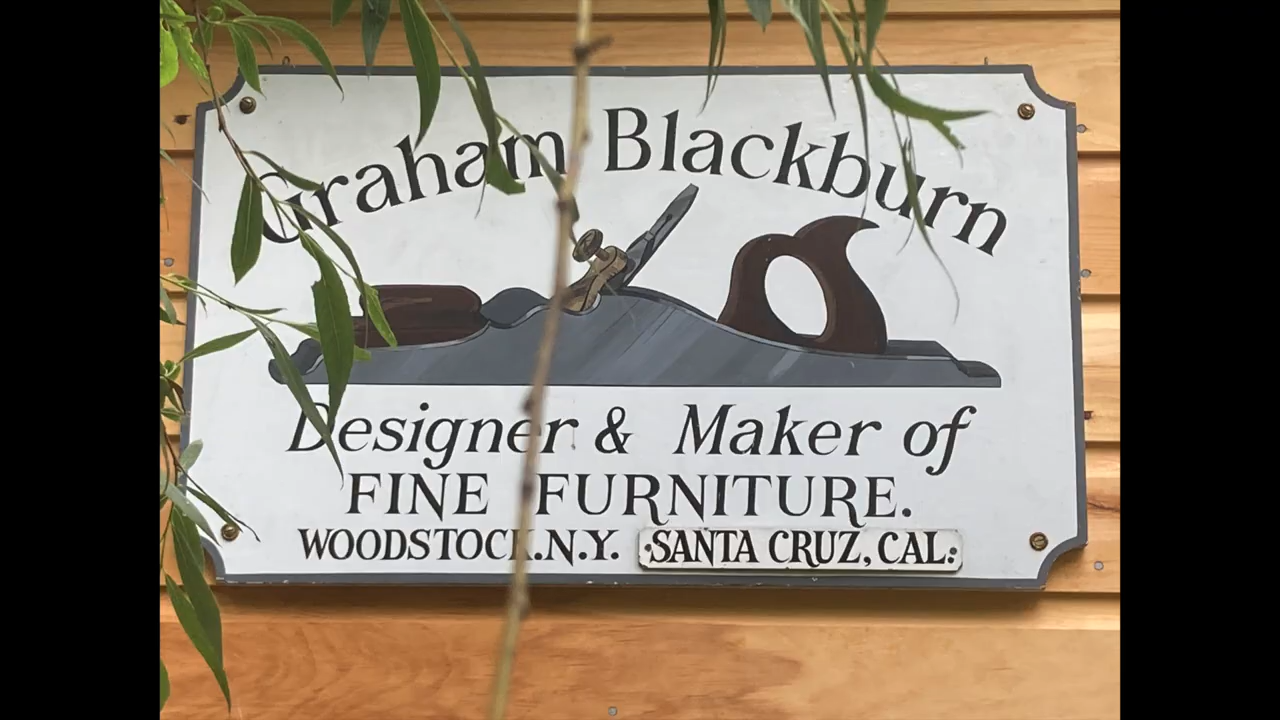 Graham Blackburn
Designer & Maker of
FINE FURNITURE.
WOODSTOCK.N.Y. ·SANTA CRUZ, CAL: